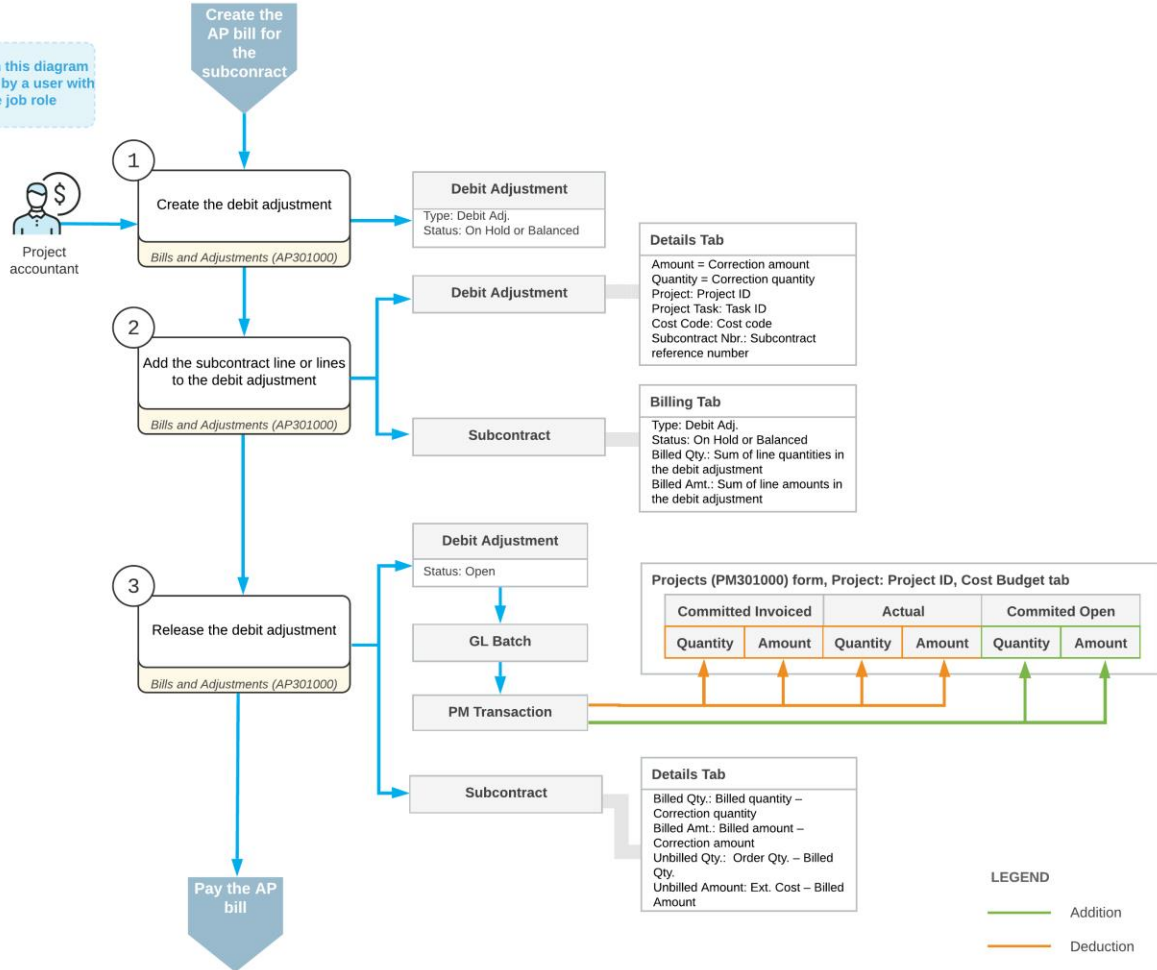 Create the
AP bill for
the
subconract
this diagram
by a user with
job role
1
Create the debit adjustment
Bills and Adjustments (AP301000)
$
Project
accountant
Debit Adjustment
Type: Debit Adj.
Status: On Hold or Balanced
2
Add the subcontract line or lines
to the debit adjustment
Bills and Adjustments (AP301000)
Debit Adjustment
Details Tab
Amount = Correction amount
Quantity = Correction quantity
Project: Project ID
Project Task: Task ID
Cost Code: Cost code
Subcontract Nbr.: Subcontract
reference number
Subcontract
Billing Tab
Type: Debit Adj.
Status: On Hold or Balanced
Billed Qty.: Sum of line quantities in
the debit adjustment
Billed Amt.: Sum of line amounts in
the debit adjustment
3
Release the debit adjustment
Bills and Adjustments (AP301000)
Debit Adjustment
Status: Open
GL Batch
PM Transaction
Projects (PM301000) form, Project: Project ID, Cost Budget tab
Committed Invoiced Actual Commited Open
Quantity Amount Quantity Amount Quantity Amount
Subcontract
Details Tab
Billed Qty.: Billed quantity –
Correction quantity
Billed Amt.: Billed amount –
Correction amount
Unbilled Qty.: Order Qty. – Billed
Qty.
Unbilled Amount: Ext. Cost – Billed
Amount
Pay the AP
bill
LEGEND
Addition
Deduction